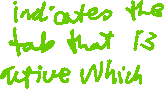 indicates the
tab that is
active which